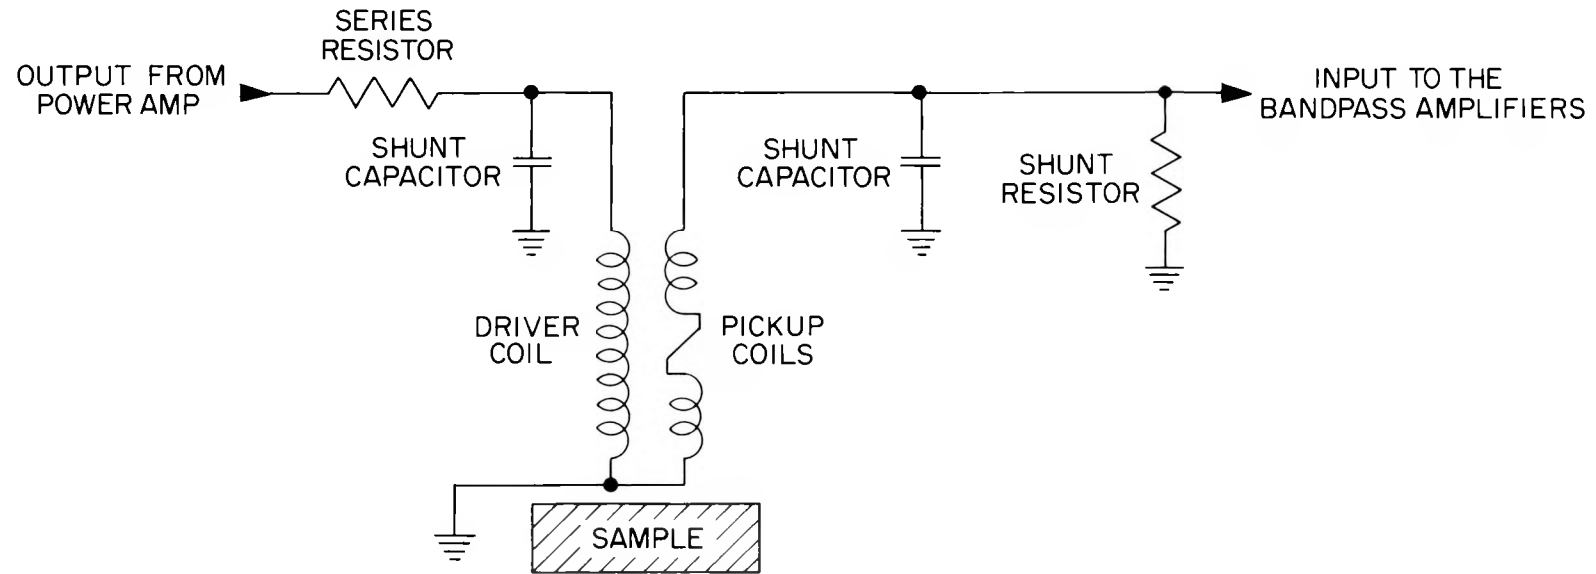 SERIES
RESISTOR
OUTPUT FROM
POWER AMP
INPUT TO THE
BANDPASS AMPLIFIERS
SHUNT
CAPACITOR
SHUNT
CAPACITOR
SHUNT
RESISTOR
DRIVER
COIL
PICKUP
COILS
SAMPLE